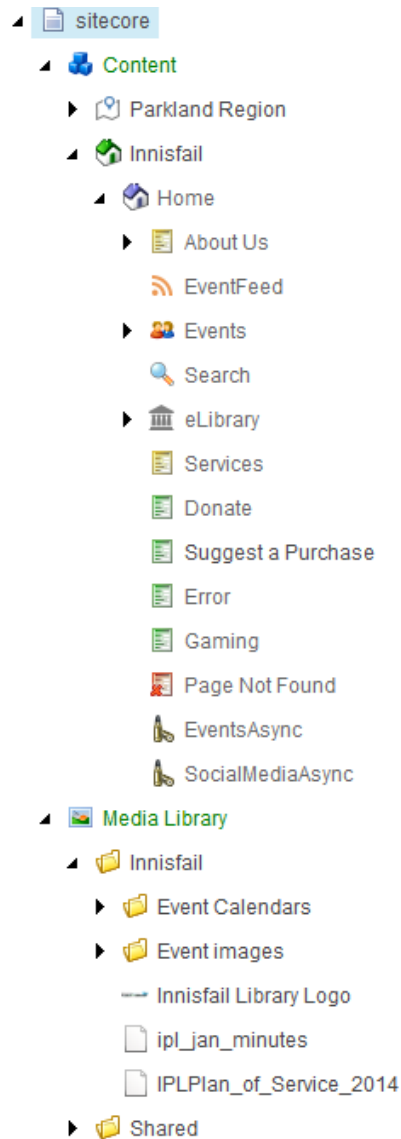 sitecore
Content
Parkland Region
Innisfail
Home
About Us
EventFeed
Events
Search
eLibrary
Services
Donate
Suggest a Purchase
Error
Gaming
Page Not Found
EventsAsync
SocialMediaAsync
Media Library
Innisfail
Event Calendars
Event images
Innisfail Library Logo
ipl_jan_minutes
IPLPlan_of_Service_2014
Shared